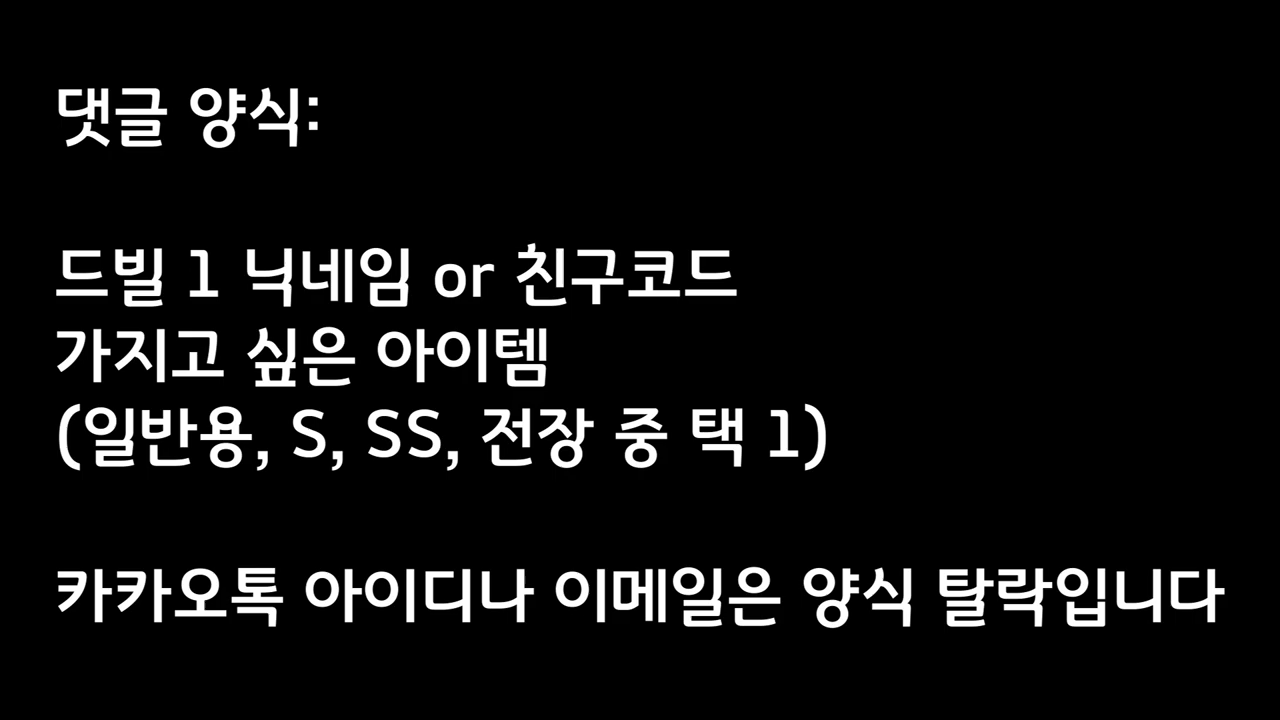 댓글 양식:
드빌 1 닉네임 or 친구코드
가지고 싶은 아이템
(일반용, S, SS, 전장 중 택 1)
카카오톡 아이디나 이메일은 양식 탈락입니다